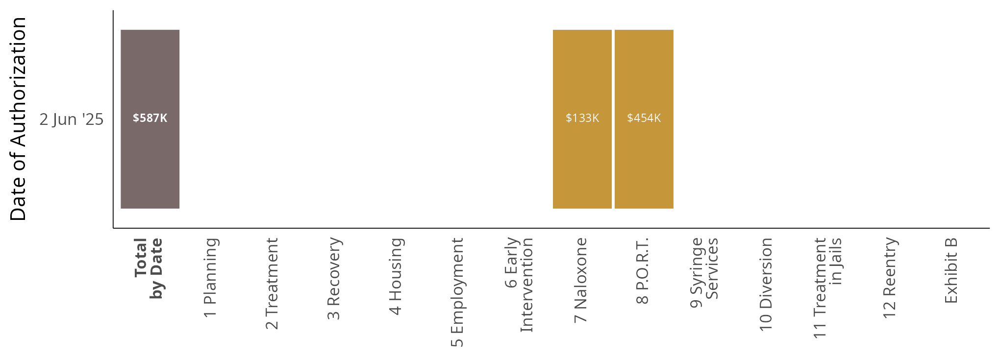 Date of Authorization
2 Jun '25
$587K
$133K
$454K
Total
by Date
1 Planning
2 Treatment
3 Recovery
4 Housing
5 Employment
6 Early
Intervention
7 Naloxone
8 P.O.R.T.
9 Syringe
Services
10 Diversion
11 Treatment
in Jails
12 Reentry
Exhibit B